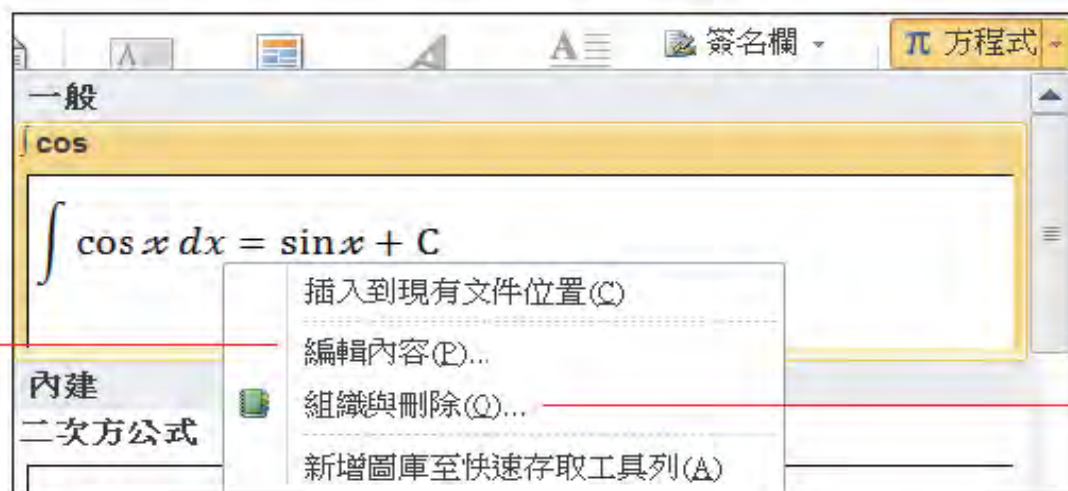 簽名欄 π 方程式
一般
∫cos
∫ cos x dx = sin x + C
插入到現有文件位置(C)
編輯內容(P)...
組織與刪除(O)...
新增圖庫至快速存取工具列(A)
內建
二次方公式